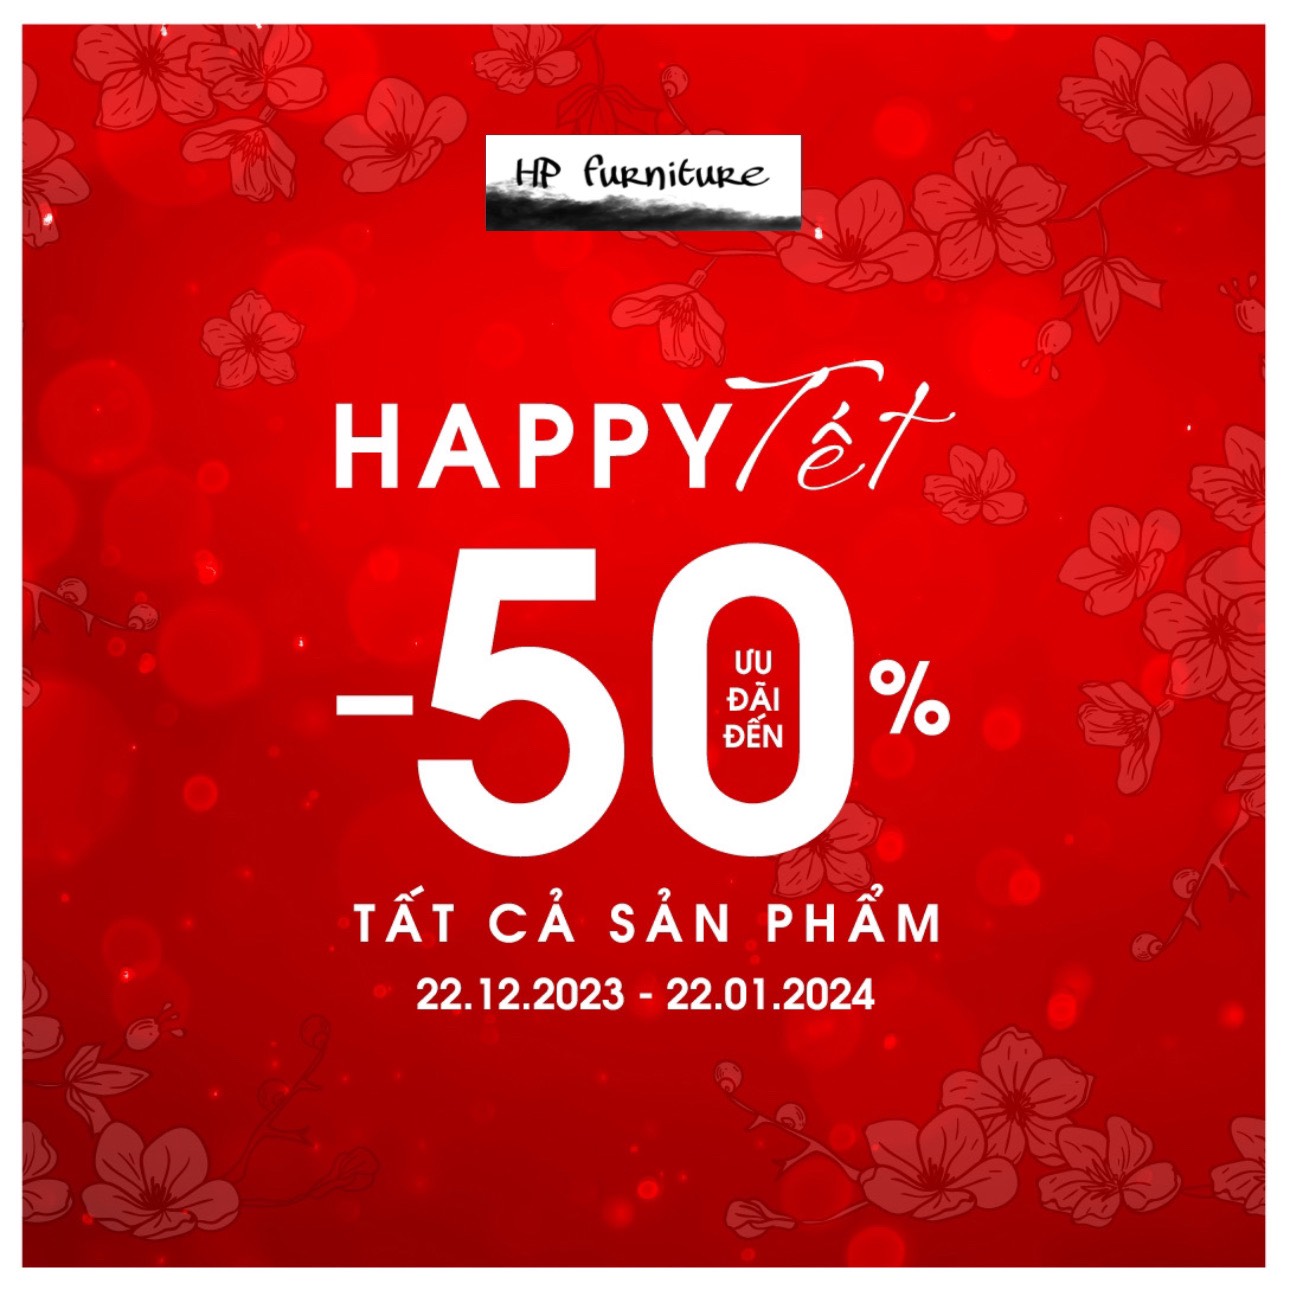 HP Furniture
HAPPY Tết
-50%
ƯU
ĐÃI
ĐẾN
TẤT CẢ SẢN PHẨM
22.12.2023 - 22.01.2024